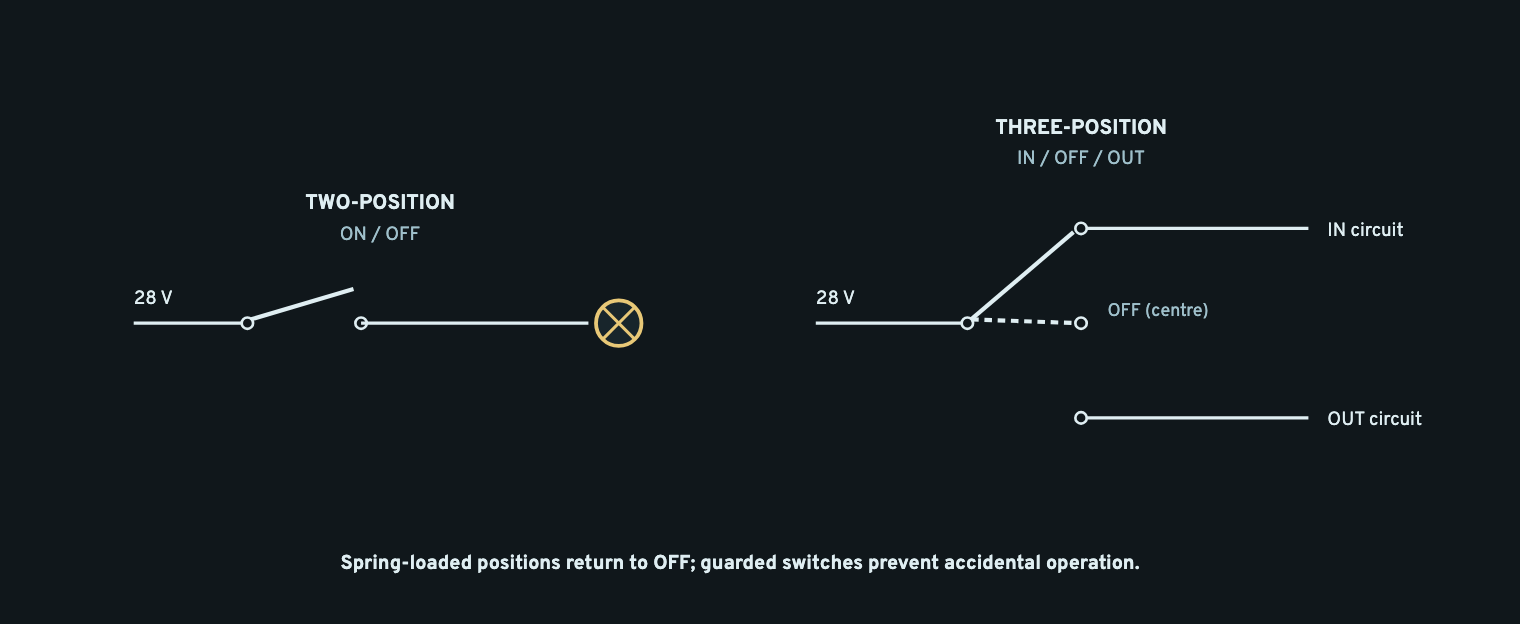 TWO-POSITION
ON / OFF
28 V
THREE-POSITION
IN / OFF / OUT
28 V
IN circuit
OFF (centre)
OUT circuit
Spring-loaded positions return to OFF; guarded switches prevent accidental operation.